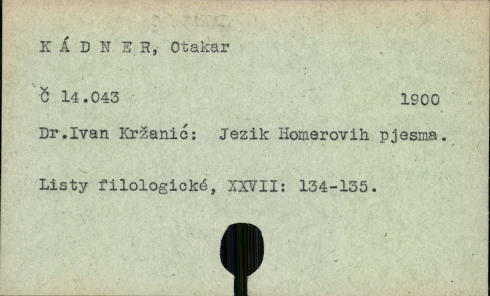 KÁDNER, Otakar
Č 14.043 1900
Dr.Ivan Kržanić: Jezik Homerovih pjesma.
Listy filologické, XXVII: 134-135.